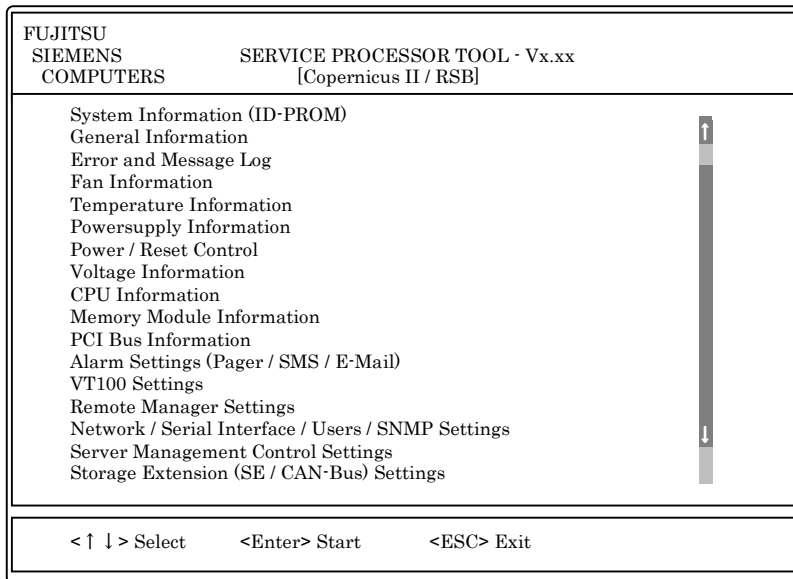 FUJITSU
SIEMENS SERVICE PROCESSOR TOOL - Vx.xx
COMPUTERS [Copernicus II / RSB]
System Information (ID-PROM)
General Information
Error and Message Log
Fan Information
Temperature Information
Powersupply Information
Power / Reset Control
Voltage Information
CPU Information
Memory Module Information
PCI Bus Information
Alarm Settings (Pager / SMS / E-Mail)
VT100 Settings
Remote Manager Settings
Network / Serial Interface / Users / SNMP Settings
Server Management Control Settings
Storage Extension (SE / CAN-Bus) Settings
<↑↓> Select <Enter> Start <ESC> Exit